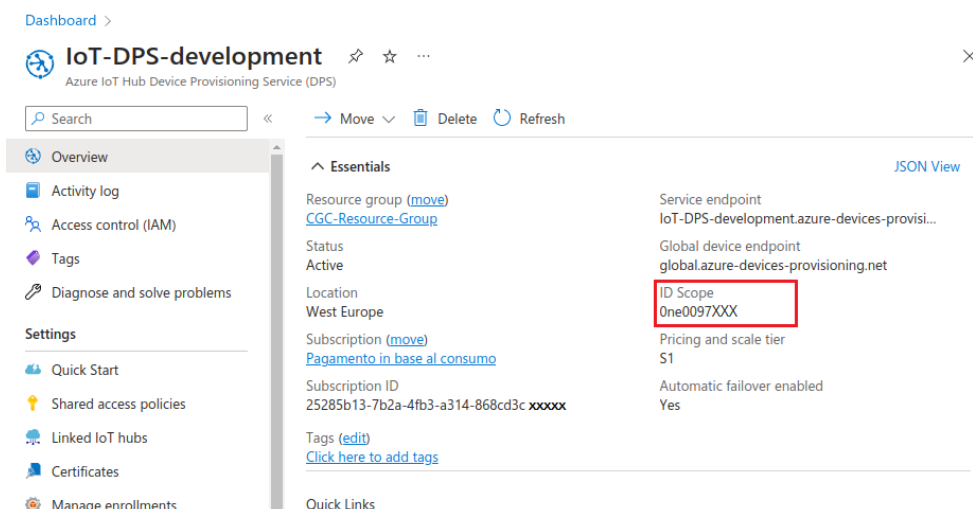 Dashboard >
IoT-DPS-development ...
Azure IoT Hub Device Provisioning Service (DPS)
Search
«
Move
Delete
Refresh
Overview
Activity log
Access control (IAM)
Tags
Diagnose and solve problems
Settings
Quick Start
Shared access policies
Linked IoT hubs
Certificates
Manage enrollments
Essentials
JSON View
Resource group (move)
CGC-Resource-Group
Status
Active
Location
West Europe
Subscription (move)
Pagamento in base al consumo
Subscription ID
25285b13-7b2a-4fb3-a314-868cd3c xxxxx
Tags (edit)
Click here to add tags
Service endpoint
IoT-DPS-development.azure-devices-provisi...
Global device endpoint
global.azure-devices-provisioning.net
ID Scope
0ne0097XXX
Pricing and scale tier
S1
Automatic failover enabled
Yes
Quick Links